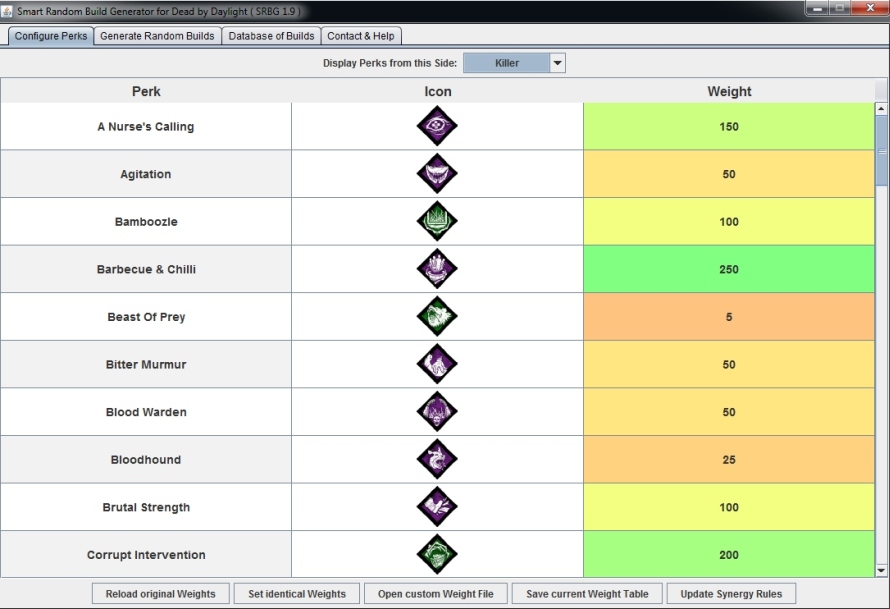 Smart Random Build Generator for Dead by Daylight ( SRBG 1.9 )
Configure Perks Generate Random Builds Database of Builds Contact & Help
Display Perks from this Side: Killer
Perk Icon Weight
A Nurse's Calling 150
Agitation 50
Bamboozle 100
Barbecue & Chilli 250
Beast Of Prey 5
Bitter Murmur 50
Blood Warden 50
Bloodhound 25
Brutal Strength 100
Corrupt Intervention 200
Reload original Weights Set identical Weights Open custom Weight File Save current Weight Table Update Synergy Rules